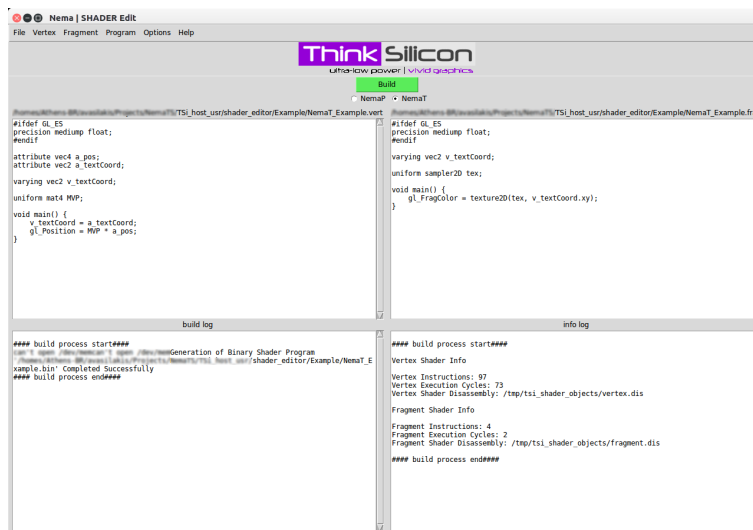 Nema | SHADER Edit
File Vertex Fragment Program Options Help
Think Silicon
ultra-low power | vivid graphics
Build
NemaP NemaT
/TSi_host_usr/shader_editor/Example/NemaT_Example.vert
#ifdef GL_ES
precision mediump float;
#endif
attribute vec4 a_pos;
attribute vec2 a_textCoord;
varying vec2 v_textCoord;
uniform mat4 MVP;
void main() {
v_textCoord = a_textCoord;
gl_Position = MVP * a_pos;
}
/TSi_host_usr/shader_editor/Example/NemaT_Example.fr
#ifdef GL_ES
precision mediump float;
#endif
varying vec2 v_textCoord;
uniform sampler2D tex;
void main() {
gl_FragColor = texture2D(tex, v_textCoord.xy);
}
build log
#### build process start####
can't open /dev/memcan't open /dev/memGeneration of Binary Shader Program
/shader_editor/Example/NemaT_E
xample.bin' Completed Successfully
#### build process end####
info log
#### build process start####
Vertex Shader Info
Vertex Instructions: 97
Vertex Execution Cycles: 73
Vertex Shader Disassembly: /tmp/tsi_shader_objects/vertex.dis
Fragment Shader Info
Fragment Instructions: 4
Fragment Execution Cycles: 2
Fragment Shader Disassembly: /tmp/tsi_shader_objects/fragment.dis
#### build process end####